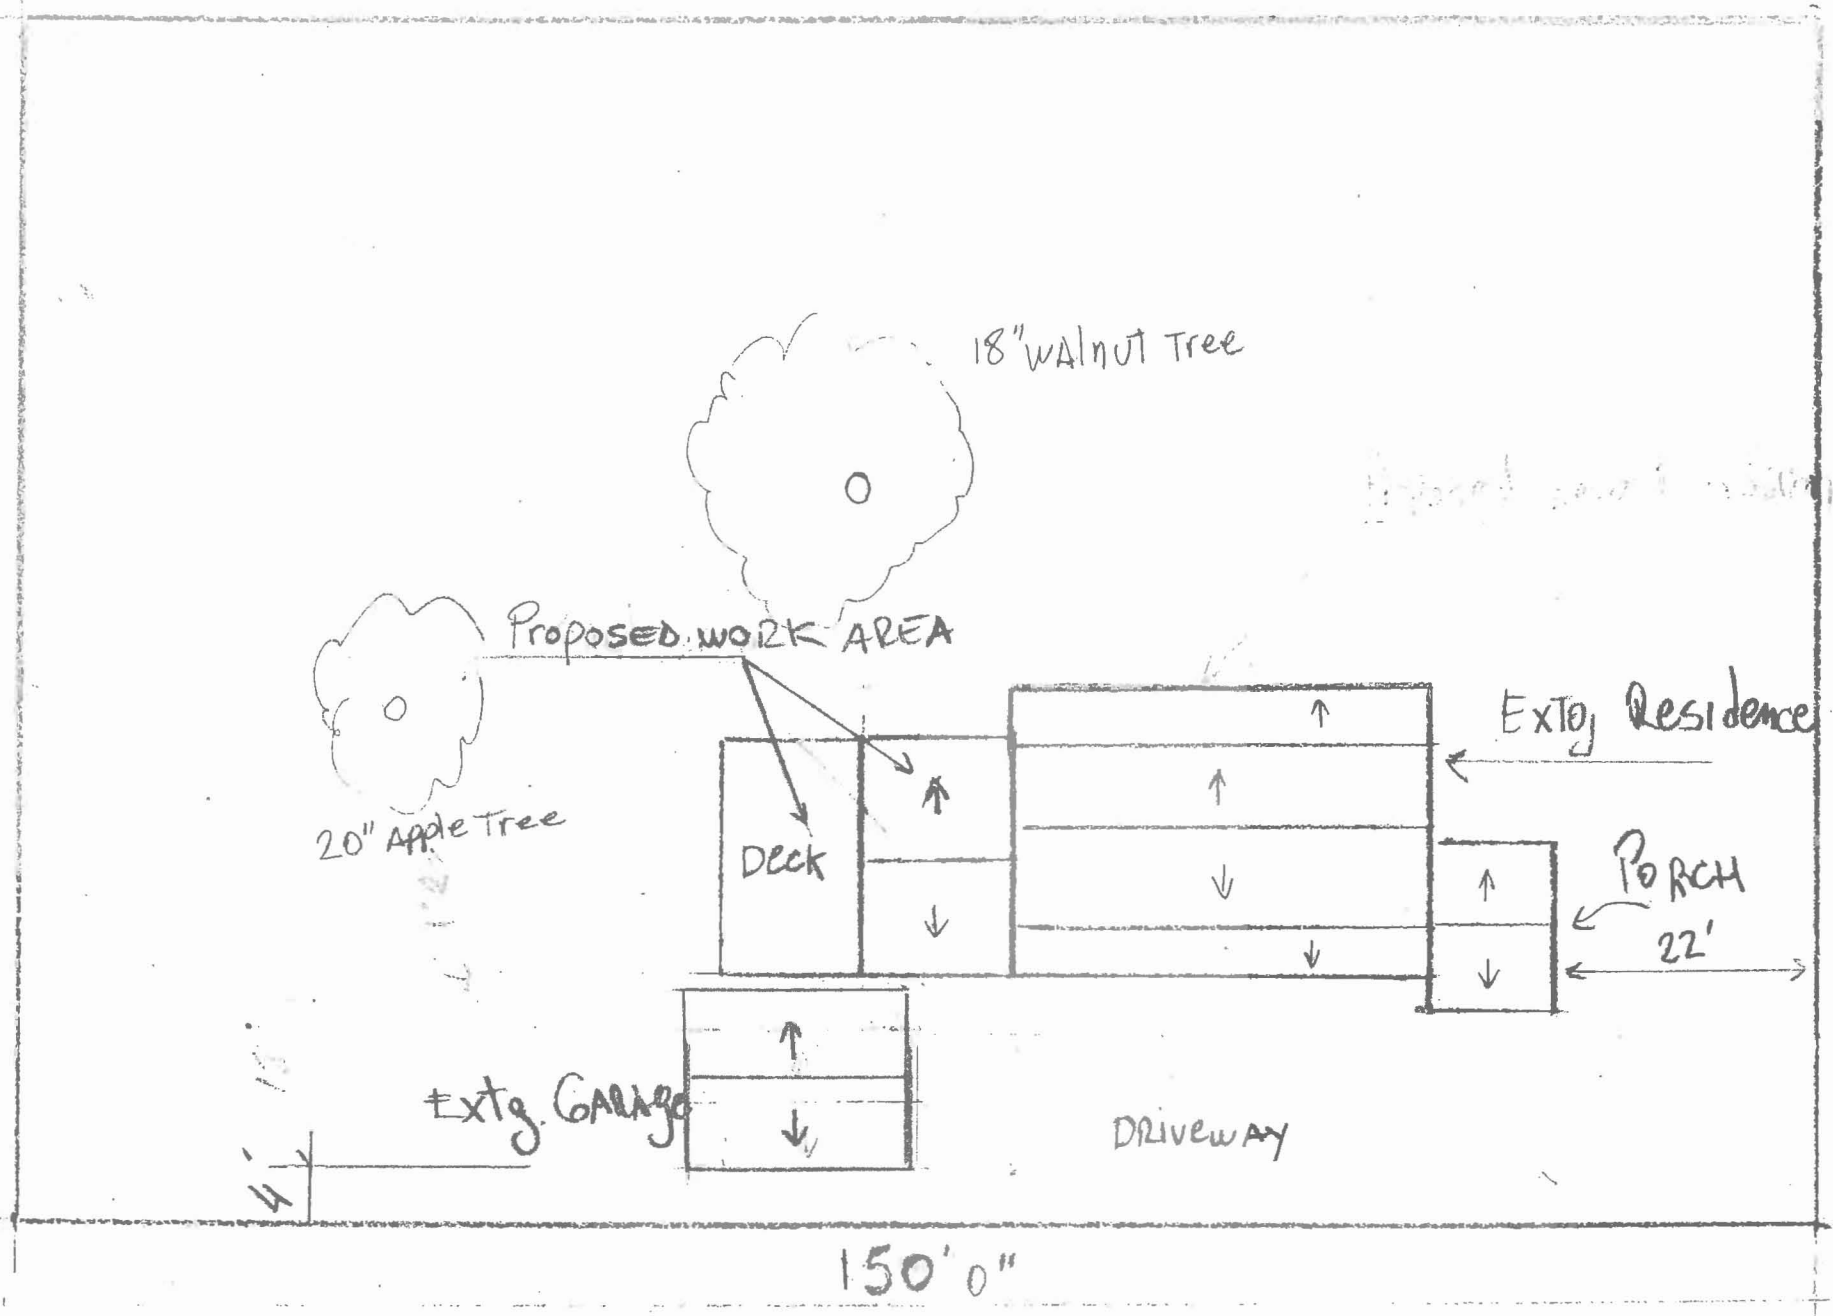 18" WAlnut Tree
Proposed work AREA
Extg Residence
20" Apple Tree
Deck
PORCH
22'
Extg. GARAge
DRivewAy
4'
150' 0"